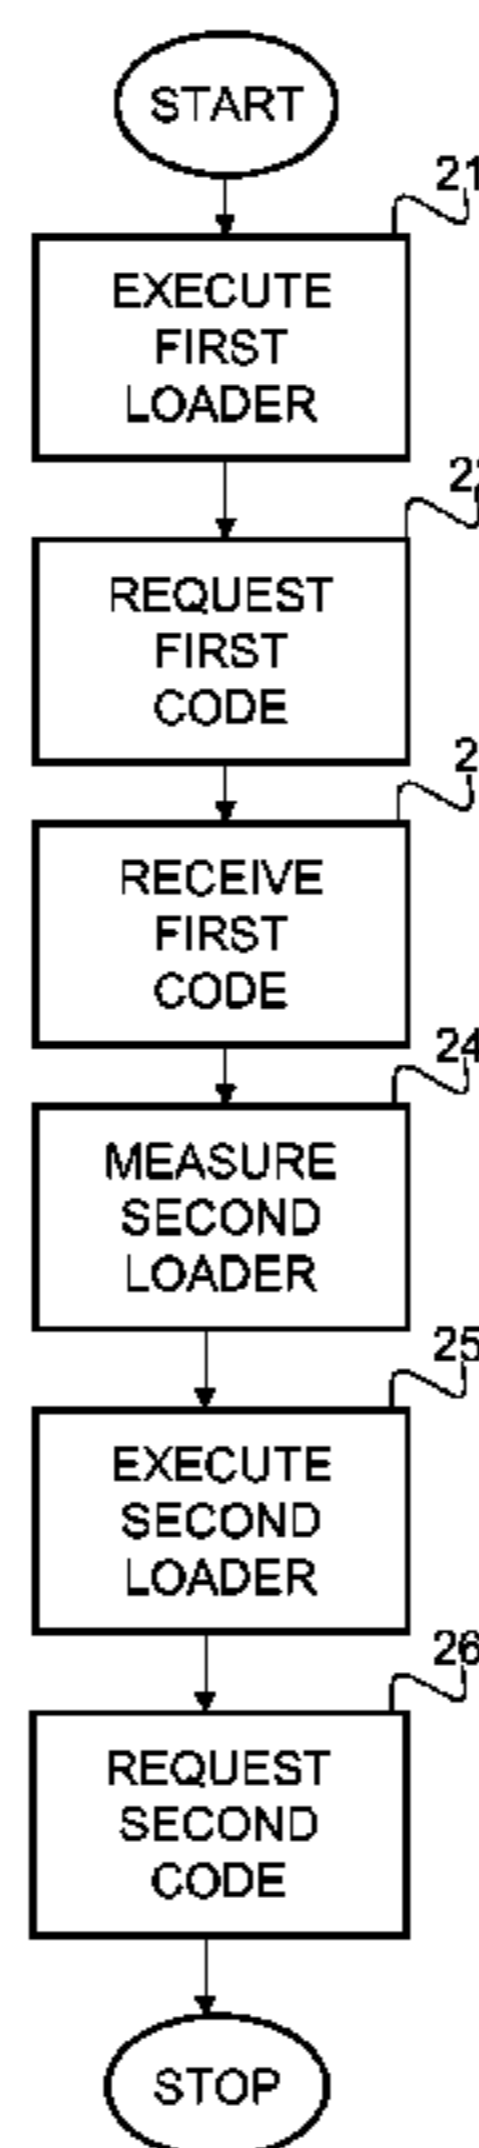 START
21
EXECUTE
FIRST
LOADER
REQUEST
FIRST
CODE
RECEIVE
FIRST
CODE
24
MEASURE
SECOND
LOADER
25
EXECUTE
SECOND
LOADER
26
REQUEST
SECOND
CODE
STOP